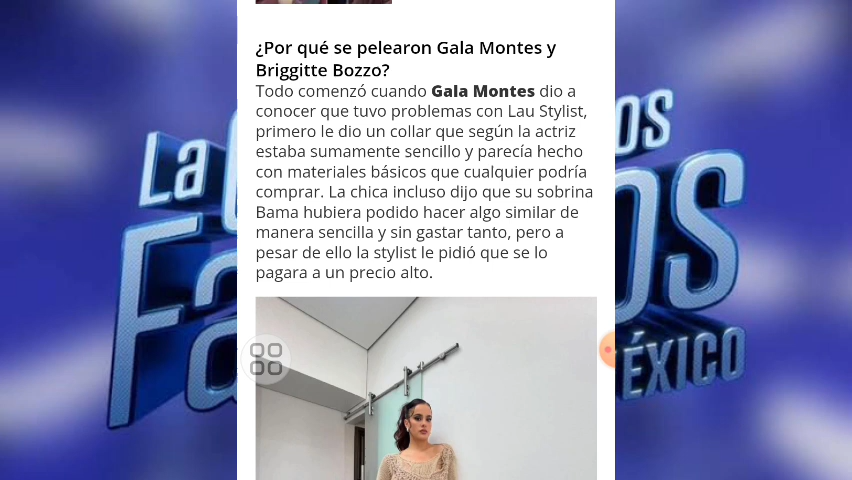 ¿Por qué se pelearon Gala Montes y
Briggitte Bozzo?
Todo comenzó cuando Gala Montes dio a
conocer que tuvo problemas con Lau Stylist,
primero le dio un collar que según la actriz
estaba sumamente sencillo y parecía hecho
con materiales básicos que cualquier podría
comprar. La chica incluso dijo que su sobrina
Bama hubiera podido hacer algo similar de
manera sencilla y sin gastar tanto, pero a
pesar de ello la stylist le pidió que se lo
pagara a un precio alto.
La